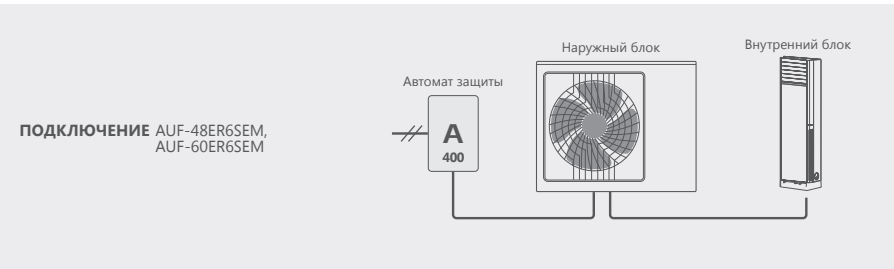 Наружный блок
Внутренний блок
Автомат защиты
ПОДКЛЮЧЕНИЕ AUF-48ER6SEM,
AUF-60ER6SEM
A
400